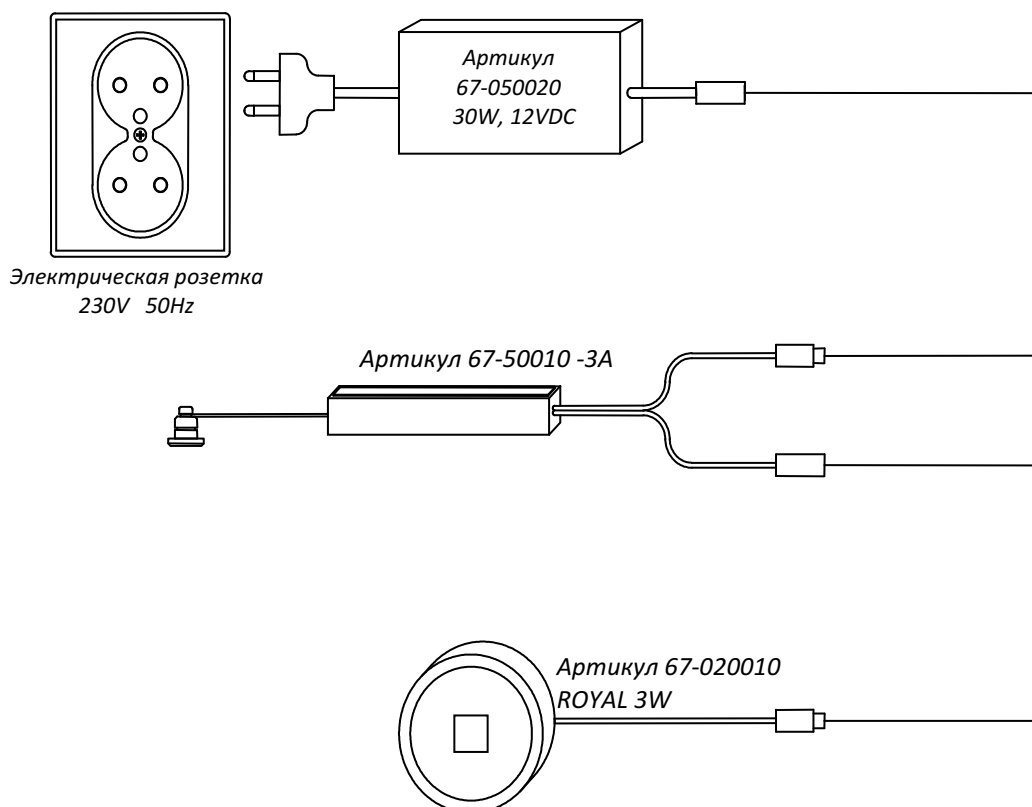 Артикул
67-050020
30W, 12VDC
Электрическая розетка
230V 50Hz
Артикул 67-50010 -3A
Артикул 67-020010
ROYAL 3W